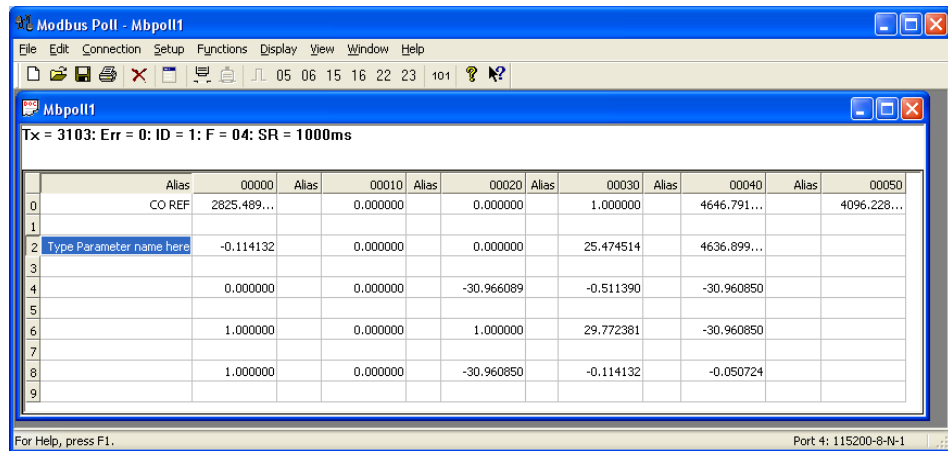 Modbus Poll - Mbpoll1
File Edit Connection Setup Functions Display View Window Help
05 06 15 16 22 23 101
Mbpoll1
Tx = 3103: Err = 0: ID = 1: F = 04: SR = 1000ms
Alias 00000 Alias 00010 Alias 00020 Alias 00030 Alias 00040 Alias 00050
0 CO REF 2825.489... 0.000000 0.000000 1.000000 4646.791... 4096.228...
1
2 Type Parameter name here -0.114132 0.000000 0.000000 25.474514 4636.899...
3
4 0.000000 0.000000 -30.966089 -0.511390 -30.960850
5
6 1.000000 0.000000 1.000000 29.772381 -30.960850
7
8 1.000000 0.000000 -30.960850 -0.114132 -0.050724
9
For Help, press F1. Port 4: 115200-8-N-1